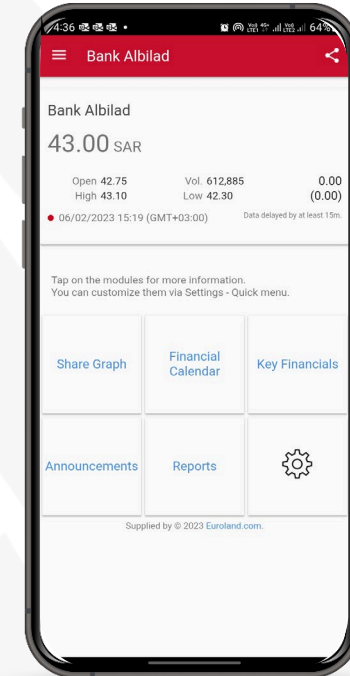 4:36
64%
Bank Albilad
Bank Albilad
43.00 SAR
Open 42.75 Vol. 612,885 0.00
High 43.10 Low 42.30 (0.00)
06/02/2023 15:19 (GMT+03:00) Data delayed by at least 15m.
Tap on the modules for more information.
You can customize them via Settings - Quick menu.
Share Graph
Financial
Calendar
Key Financials
Announcements
Reports
Supplied by © 2023 Euroland.com.